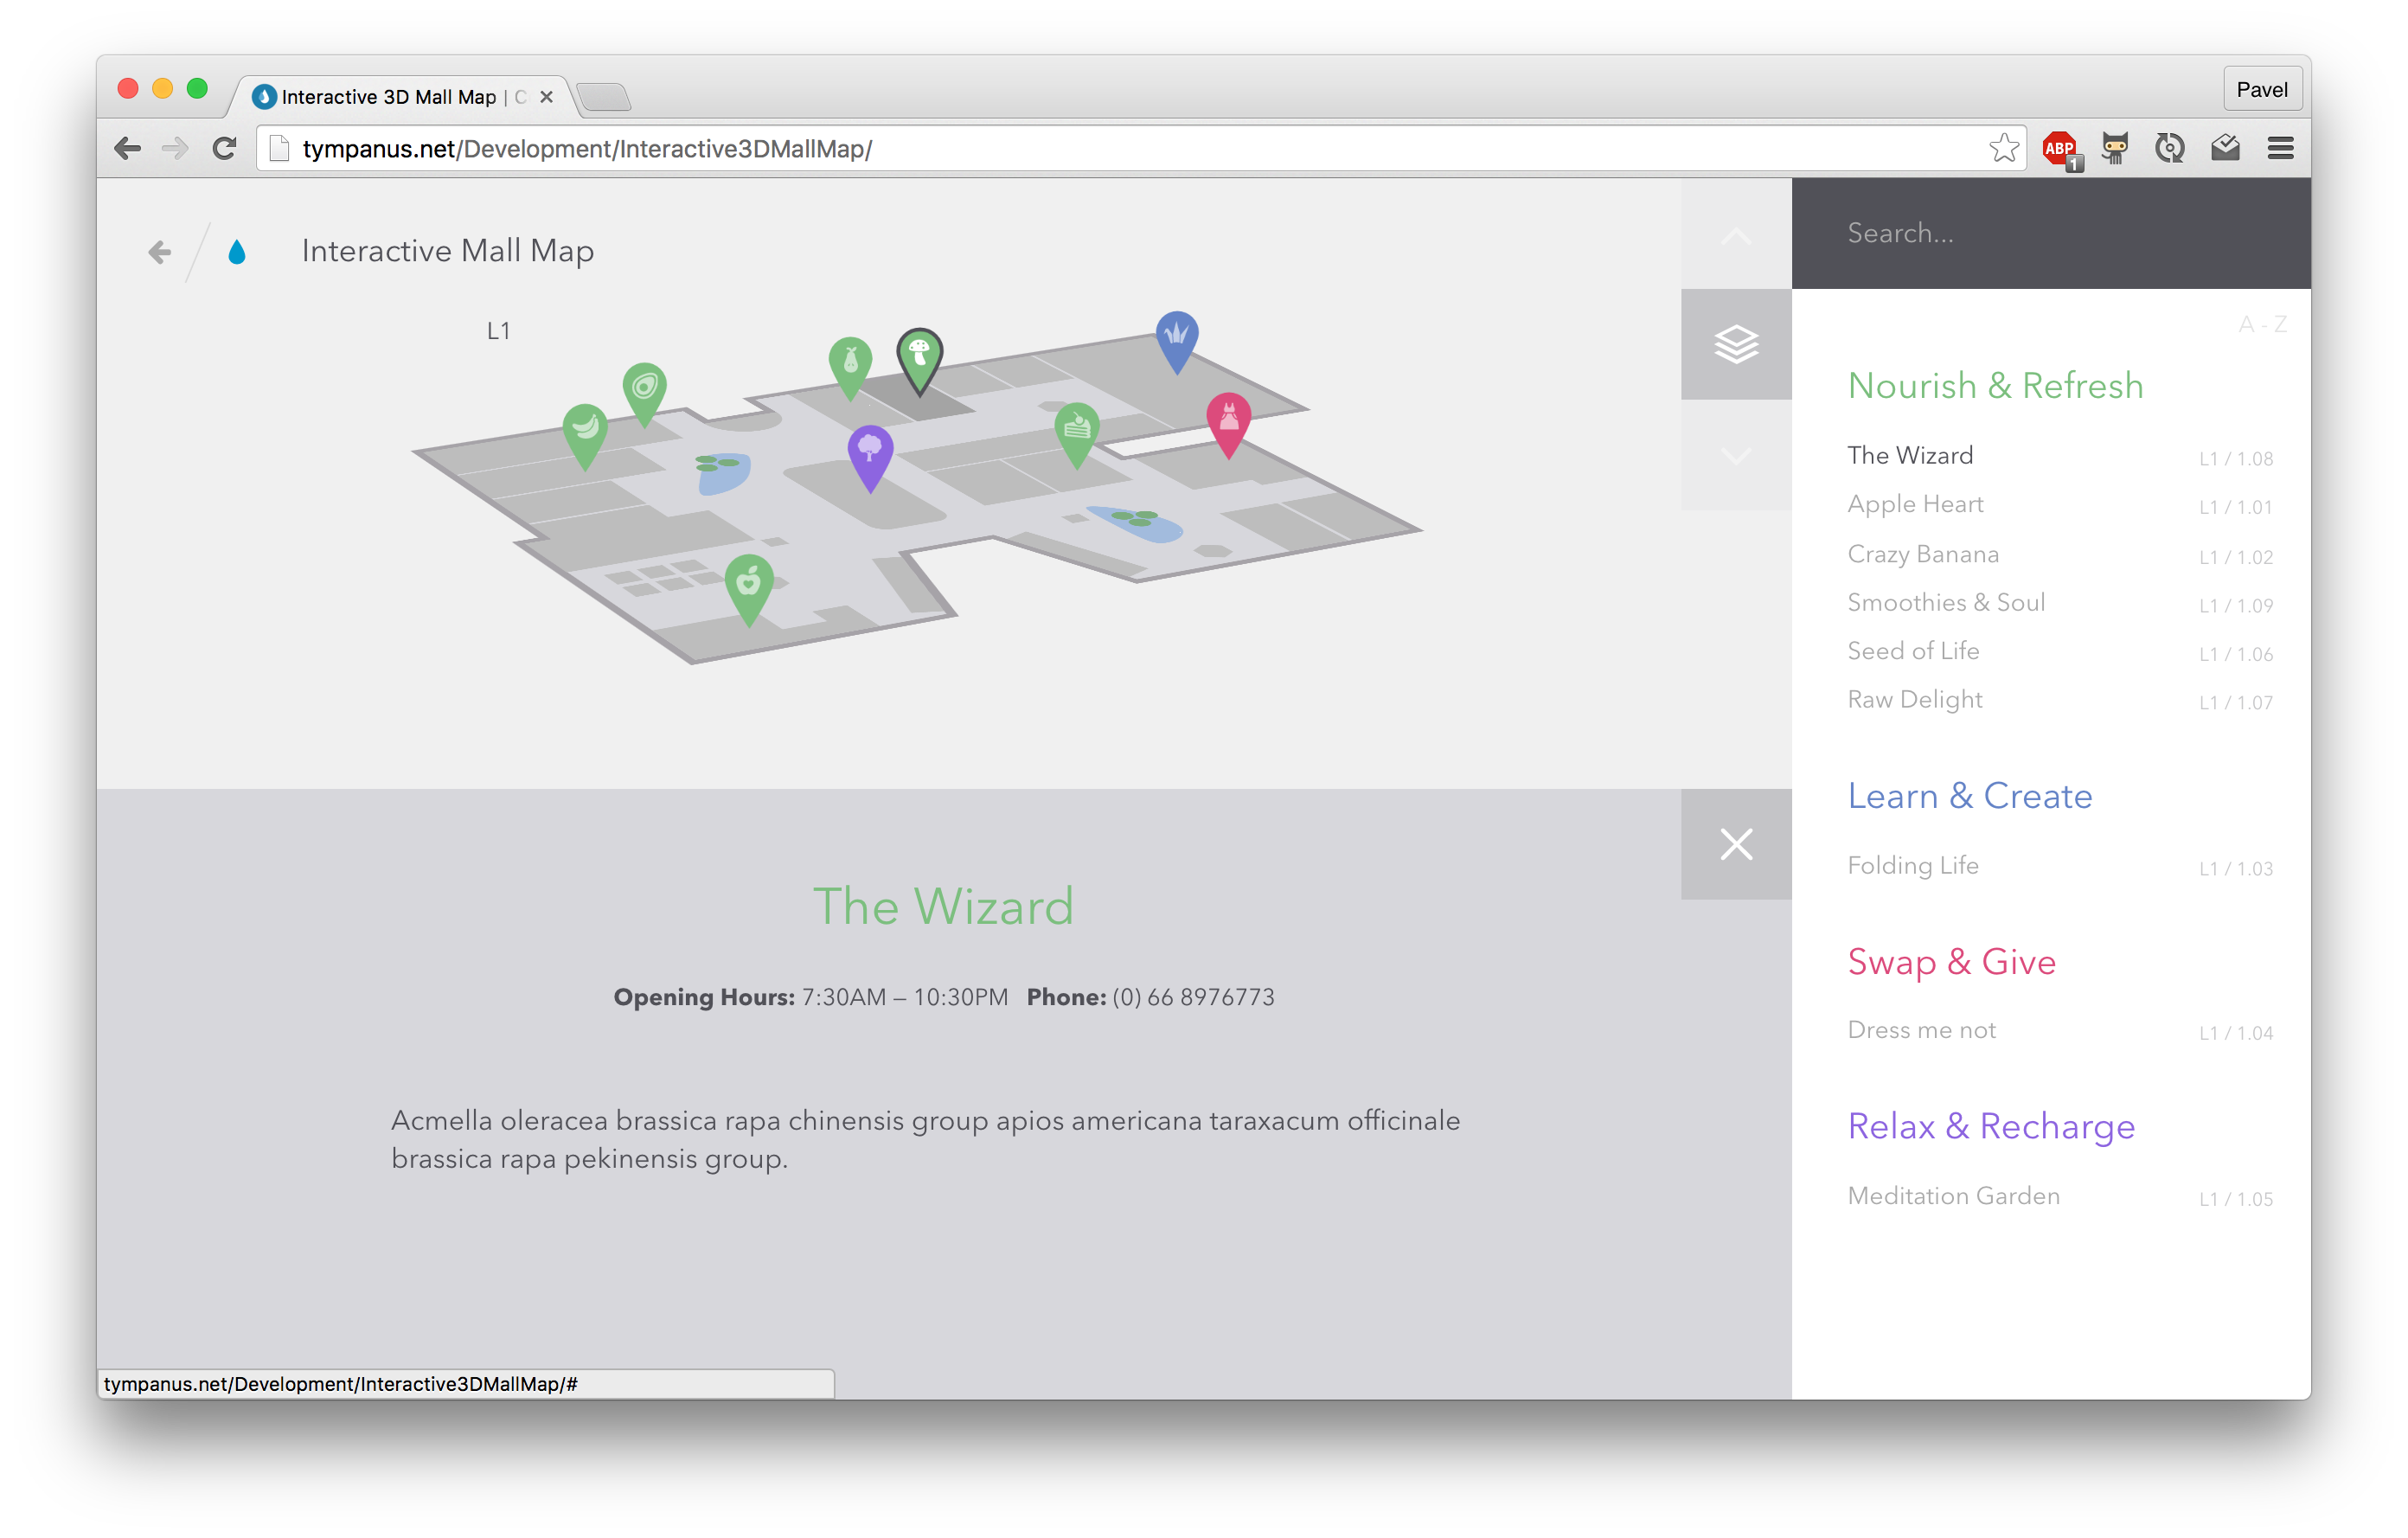 Interactive 3D Mall Map | C
Pavel
tympanus.net/Development/Interactive3DMallMap/
ABP
1
Interactive Mall Map
L1
Search...
A - Z
Nourish & Refresh
The Wizard L1 / 1.08
Apple Heart L1 / 1.01
Crazy Banana L1 / 1.02
Smoothies & Soul L1 / 1.09
Seed of Life L1 / 1.06
Raw Delight L1 / 1.07
Learn & Create
Folding Life L1 / 1.03
Swap & Give
Dress me not L1 / 1.04
Relax & Recharge
Meditation Garden L1 / 1.05
The Wizard
Opening Hours: 7:30AM – 10:30PM Phone: (0) 66 8976773
Acmella oleracea brassica rapa chinensis group apios americana taraxacum officinale
brassica rapa pekinensis group.
tympanus.net/Development/Interactive3DMallMap/#